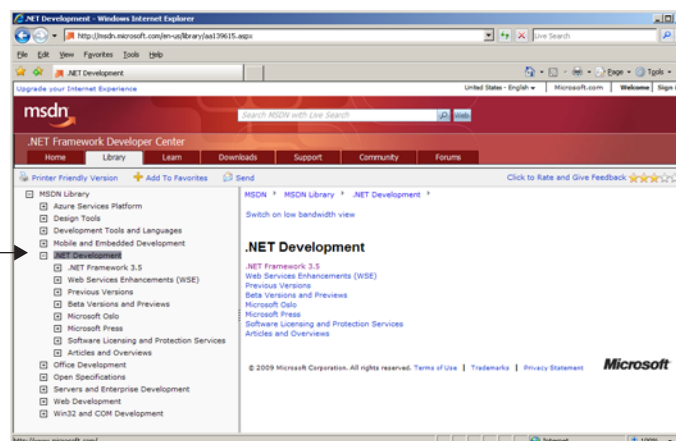 .NET Development - Windows Internet Explorer
http://msdn.microsoft.com/en-us/library/aa139615.aspx
Live Search
File Edit View Favorites Tools Help
.NET Development
Page Tools
Upgrade your Internet Experience
United States - English Microsoft.com Welcome Sign
msdn
Search MSDN with Live Search
Web
.NET Framework Developer Center
Home Library Learn Downloads Support Community Forums
Printer Friendly Version Add To Favorites Send
Click to Rate and Give Feedback
MSDN Library
Azure Services Platform
Design Tools
Development Tools and Languages
Mobile and Embedded Development
.NET Development
.NET Framework 3.5
Web Services Enhancements (WSE)
Previous Versions
Beta Versions and Previews
Microsoft Oslo
Microsoft Press
Software Licensing and Protection Services
Articles and Overviews
Office Development
Open Specifications
Servers and Enterprise Development
Web Development
Win32 and COM Development
MSDN MSDN Library .NET Development
Switch on low bandwidth view
.NET Development
.NET Framework 3.5
Web Services Enhancements (WSE)
Previous Versions
Beta Versions and Previews
Microsoft Oslo
Microsoft Press
Software Licensing and Protection Services
Articles and Overviews
© 2009 Microsoft Corporation. All rights reserved. Terms of Use | Trademarks | Privacy Statement
Microsoft